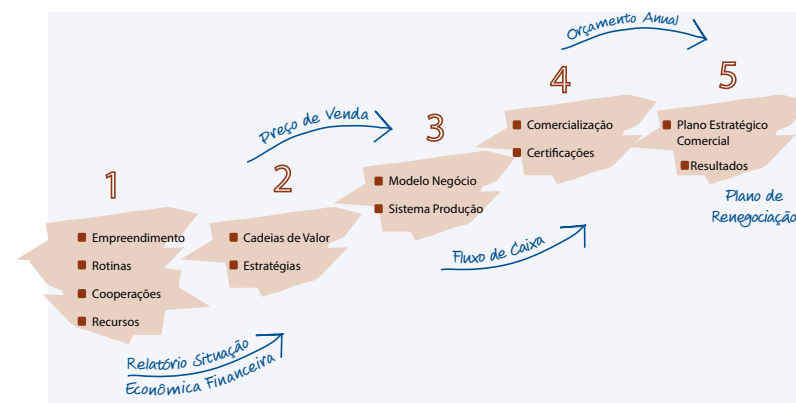 1
Empreendimento
Rotinas
Cooperações
Recursos
Relatório Situação
Econômica Financeira
2
Cadeias de Valor
Estratégias
Preço de Venda
3
Modelo Negócio
Sistema Produção
Fluxo de Caixa
4
Comercialização
Certificações
Orçamento Anual
5
Plano Estratégico
Comercial
Resultados
Plano de
Renegociação